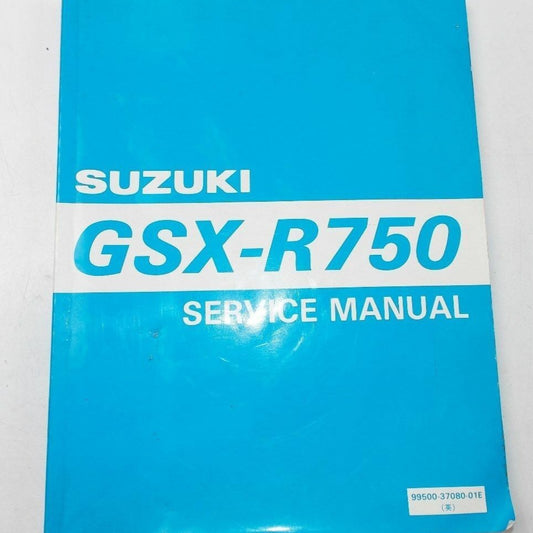 SUZUKI
GSX-R750
SERVICE MANUAL
99500-37080-01E
(英)